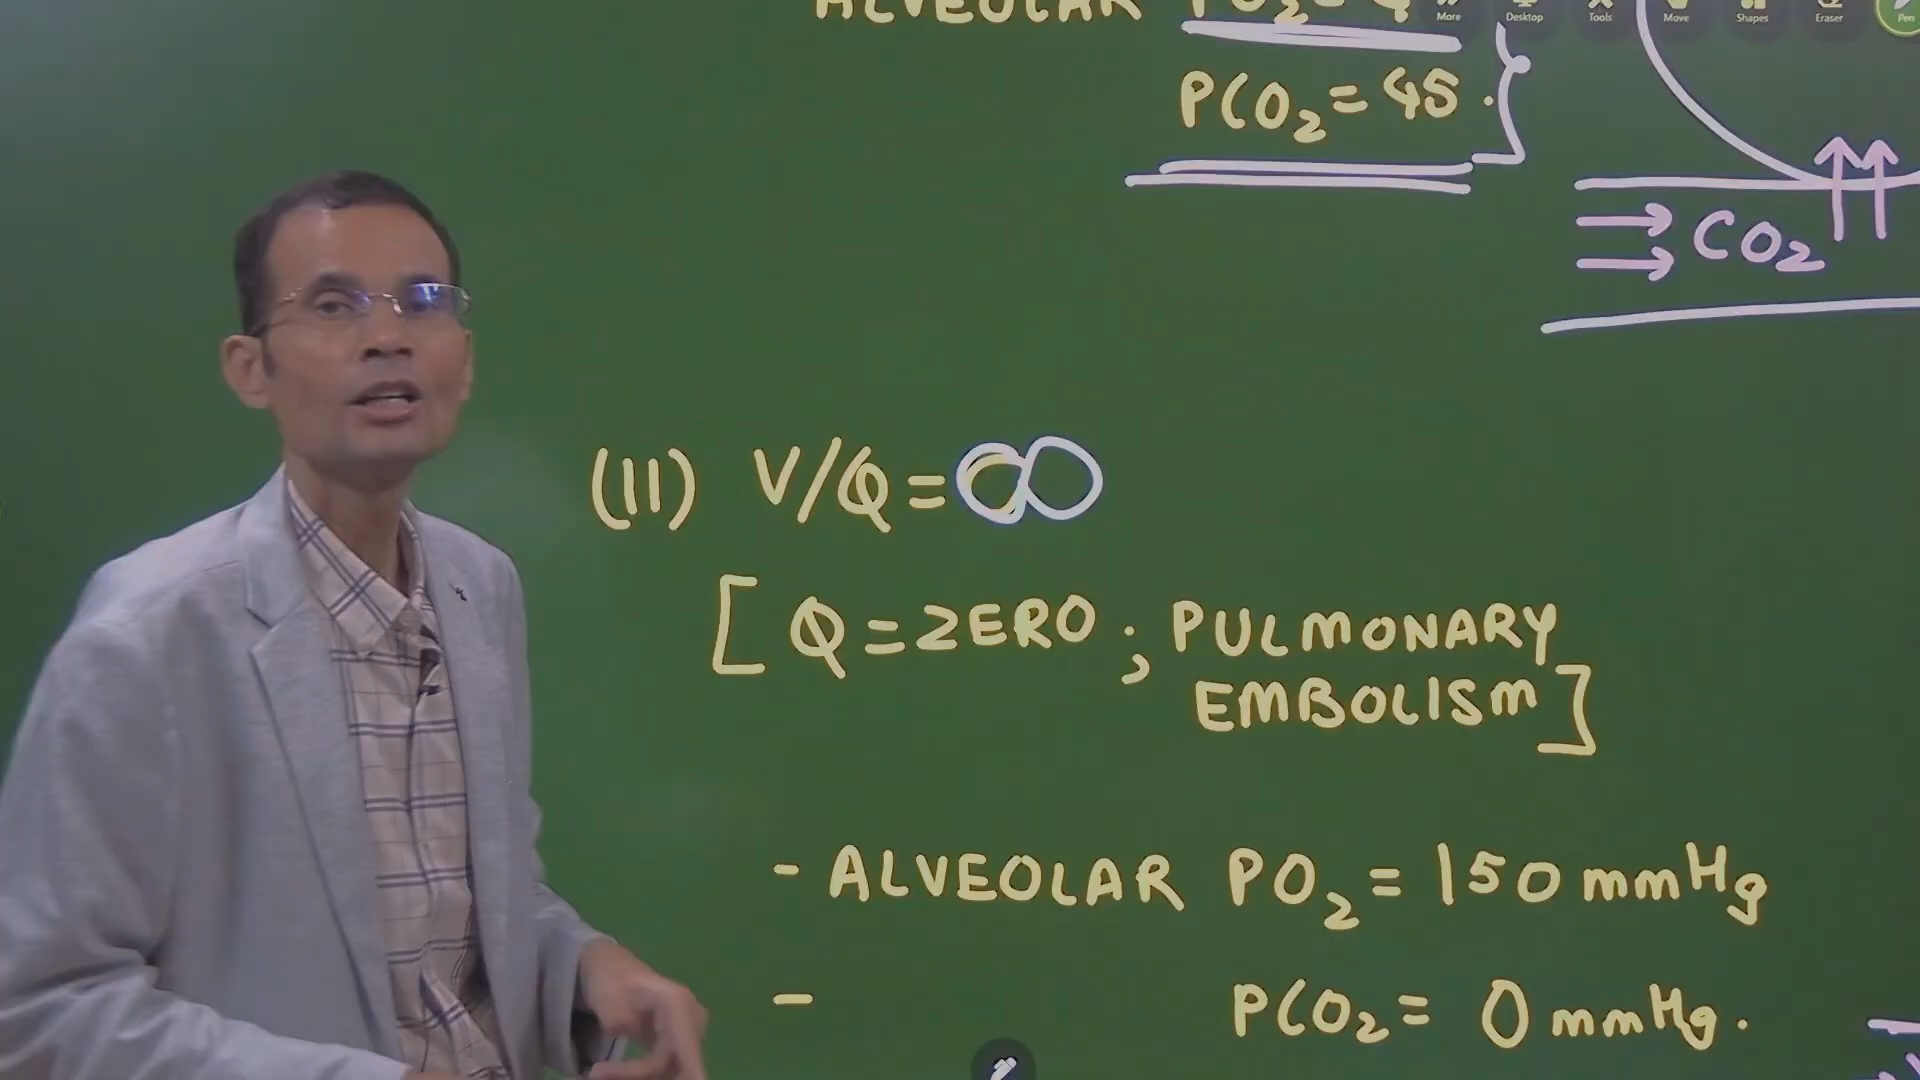 ALVEOLAR PO₂ =
More Desktop Tools Move Shapes Eraser Pen
PCO₂ = 45.
CO₂
(II) V/Q = ∞
[Q = ZERO ; PULMONARY
EMBOLISM]
- ALVEOLAR PO₂ = 150 mmHg
- PCO₂ = 0 mmHg.